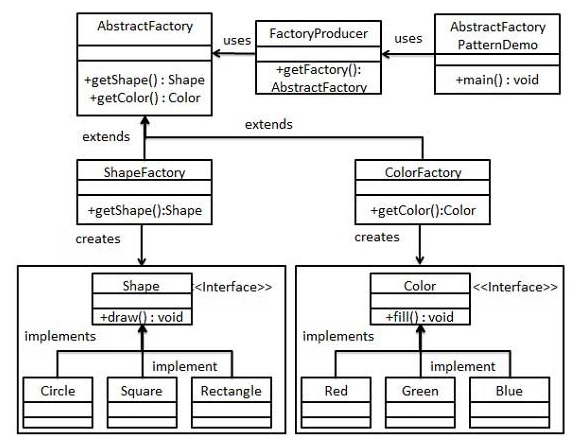 AbstractFactory
+getShape() : Shape
+getColor() : Color
uses
FactoryProducer
+getFactory():
AbstractFactory
uses
AbstractFactory
PatternDemo
+main() : void
extends
extends
ShapeFactory
+getShape():Shape
ColorFactory
+getColor():Color
creates
creates
Shape
<<Interface>>
+draw() : void
implements
implement
Circle
Square
Rectangle
Color
<<Interface>>
+fill() : void
implements
implement
Red
Green
Blue